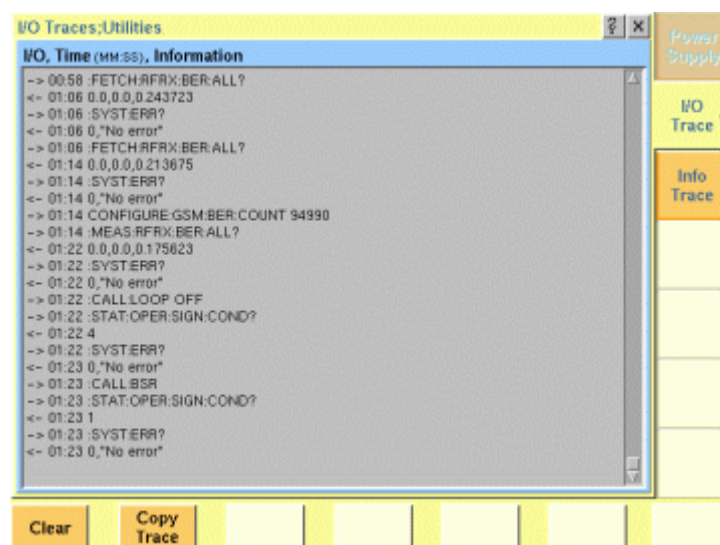 I/O Traces;Utilities
? ×
I/O, Time (MM:SS), Information
-> 00:58 :FETCH:RFRX:BER:ALL?
<- 01:06 0.0,0.0,0.243723
-> 01:06 :SYST:ERR?
<- 01:06 0,"No error"
-> 01:06 :FETCH:RFRX:BER:ALL?
<- 01:14 0.0,0.0,0.213675
-> 01:14 :SYST:ERR?
<- 01:14 0,"No error"
-> 01:14 CONFIGURE:GSM:BER:COUNT 94990
-> 01:14 :MEAS:RFRX:BER:ALL?
<- 01:22 0.0,0.0,0.175623
-> 01:22 :SYST:ERR?
<- 01:22 0,"No error"
-> 01:22 :CALL:LOOP OFF
-> 01:22 :STAT:OPER:SIGN:COND?
<- 01:22 4
-> 01:22 :SYST:ERR?
<- 01:23 0,"No error"
-> 01:23 :CALL:BSR
-> 01:23 :STAT:OPER:SIGN:COND?
<- 01:23 1
-> 01:23 :SYST:ERR?
<- 01:23 0,"No error"
Power
Supply
I/O
Trace
Info
Trace
Clear
Copy
Trace